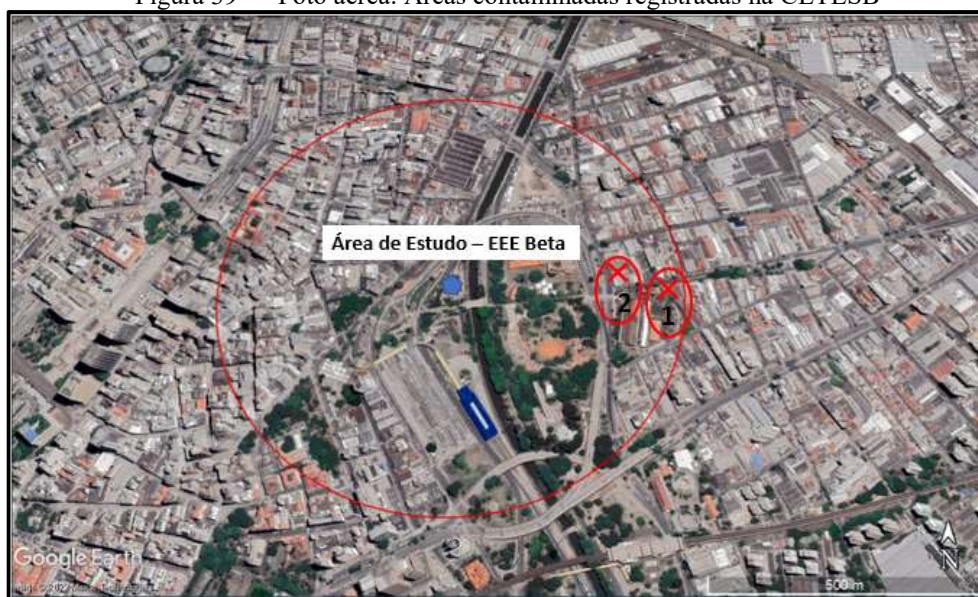 Figura 39 — Foto aérea. Áreas contaminadas registradas na CETESB
Área de Estudo – EEE Beta
2
1
Google Earth
N
500 m